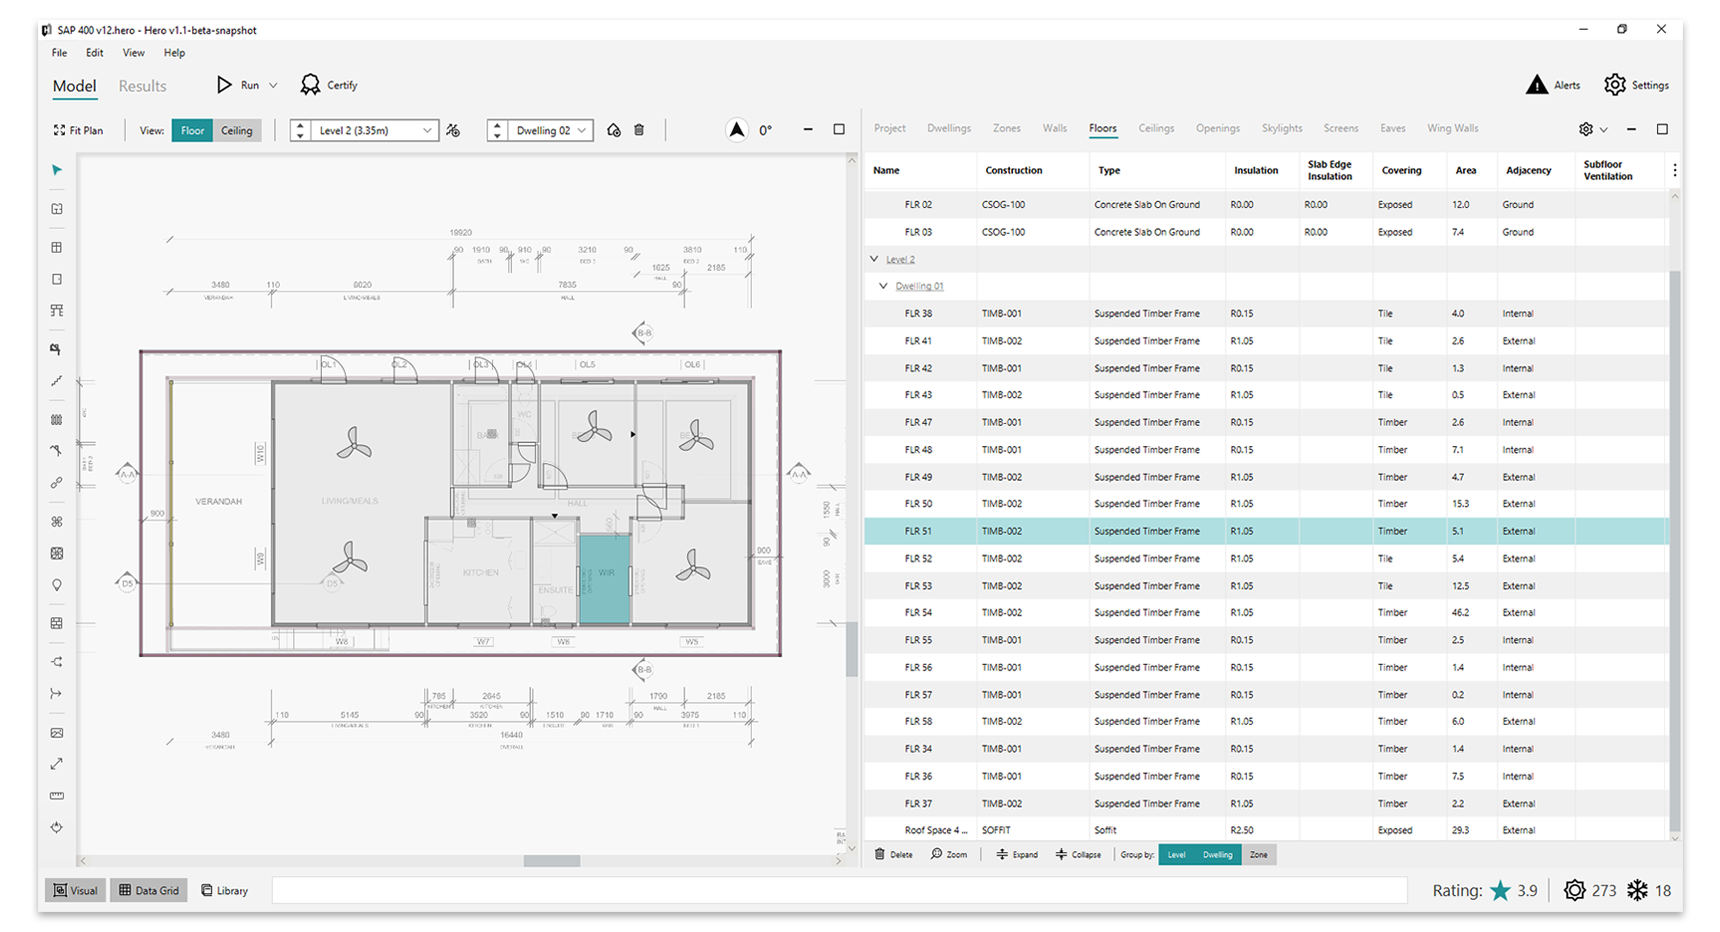 SAP 400 v12.hero - Hero v1.1-beta-snapshot
File Edit View Help
Model Results Run Certify Alerts Settings
Fit Plan View: Floor Ceiling Level 2 (3.35m) Dwelling 02 0°
Project Dwellings Zones Walls Floors Ceilings Openings Skylights Screens Eaves Wing Walls
19920
90 1910 90 910 90 3210 90 3810 110
1625 2185
HALL
3480 110 6020 7835 90
VERANDAH LIVING/MEALS HALL
B-B
OL1 OL2 OL3 OL4 OL5 OL6
WC
W10
A-A A-A
VERANDAH LIVING/MEALS HALL
900
1550
90
W9
900
EAVE
D5 D5
KITCHEN ENSUITE WIR
3000
W8 W7 W6 W5
B-B
785 2645 1790 2185
KITCHEN KITCHEN HALL
110 5145 90 3520 90 1510 90 1710 90 3975 110
LIVING/MEALS KITCHEN ENSUITE
3480 16440
VERANDAH OVERALL
Name Construction Type Insulation Slab Edge Insulation Covering Area Adjacency Subfloor Ventilation
FLR 02 CSOG-100 Concrete Slab On Ground R0.00 R0.00 Exposed 12.0 Ground
FLR 03 CSOG-100 Concrete Slab On Ground R0.00 R0.00 Exposed 7.4 Ground
Level 2
Dwelling 01
FLR 38 TIMB-001 Suspended Timber Frame R0.15 Tile 4.0 Internal
FLR 41 TIMB-002 Suspended Timber Frame R1.05 Tile 2.6 External
FLR 42 TIMB-001 Suspended Timber Frame R0.15 Tile 1.3 Internal
FLR 43 TIMB-002 Suspended Timber Frame R1.05 Tile 0.5 External
FLR 47 TIMB-001 Suspended Timber Frame R0.15 Timber 2.6 Internal
FLR 48 TIMB-001 Suspended Timber Frame R0.15 Timber 7.1 Internal
FLR 49 TIMB-002 Suspended Timber Frame R1.05 Timber 4.7 External
FLR 50 TIMB-002 Suspended Timber Frame R1.05 Timber 15.3 External
FLR 51 TIMB-002 Suspended Timber Frame R1.05 Timber 5.1 External
FLR 52 TIMB-002 Suspended Timber Frame R1.05 Tile 5.4 External
FLR 53 TIMB-002 Suspended Timber Frame R1.05 Tile 12.5 External
FLR 54 TIMB-002 Suspended Timber Frame R1.05 Timber 46.2 External
FLR 55 TIMB-001 Suspended Timber Frame R0.15 Timber 2.5 Internal
FLR 56 TIMB-001 Suspended Timber Frame R0.15 Timber 1.4 Internal
FLR 57 TIMB-001 Suspended Timber Frame R0.15 Timber 0.2 Internal
FLR 58 TIMB-002 Suspended Timber Frame R1.05 Timber 6.0 External
FLR 34 TIMB-001 Suspended Timber Frame R0.15 Timber 1.4 Internal
FLR 36 TIMB-001 Suspended Timber Frame R0.15 Timber 7.5 Internal
FLR 37 TIMB-002 Suspended Timber Frame R1.05 Timber 2.2 External
Roof Space 4 ... SOFFIT Soffit R2.50 Exposed 29.3 External
Delete Zoom Expand Collapse Group by: Level Dwelling Zone
Visual Data Grid Library Rating: 3.9 273 18